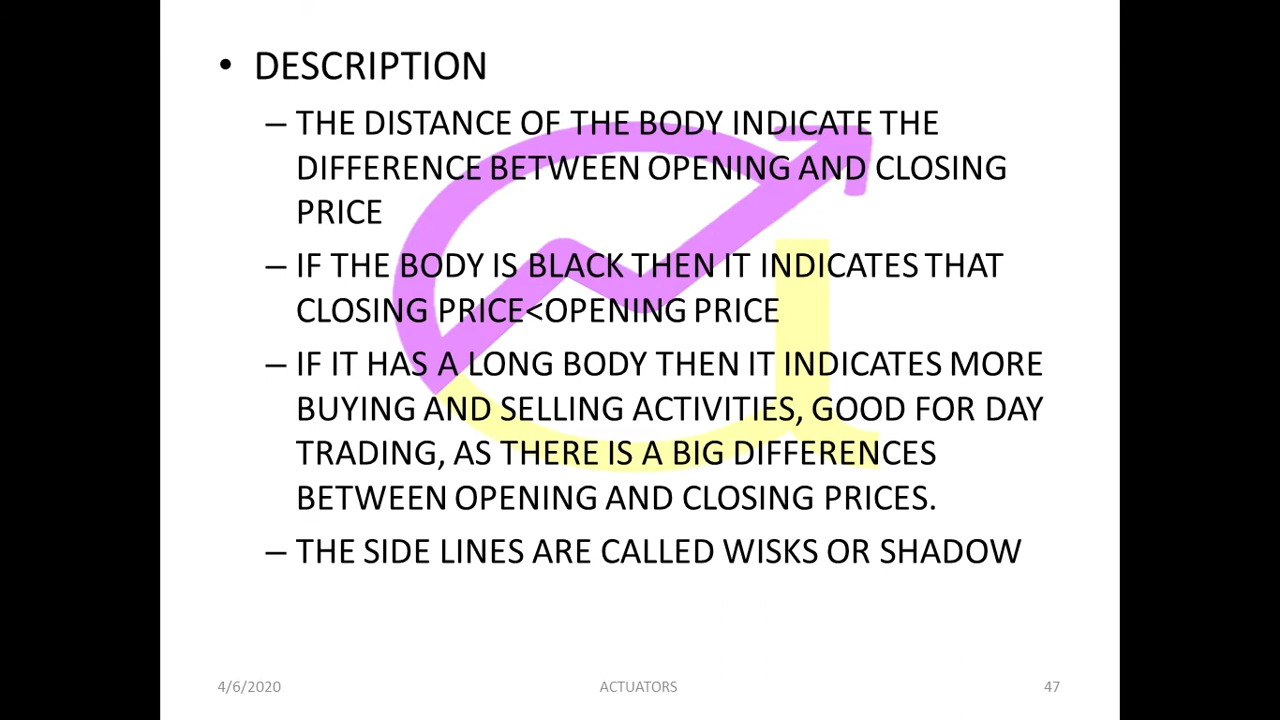 • DESCRIPTION
– THE DISTANCE OF THE BODY INDICATE THE
DIFFERENCE BETWEEN OPENING AND CLOSING
PRICE
– IF THE BODY IS BLACK THEN IT INDICATES THAT
CLOSING PRICE<OPENING PRICE
– IF IT HAS A LONG BODY THEN IT INDICATES MORE
BUYING AND SELLING ACTIVITIES, GOOD FOR DAY
TRADING, AS THERE IS A BIG DIFFERENCES
BETWEEN OPENING AND CLOSING PRICES.
– THE SIDE LINES ARE CALLED WISKS OR SHADOW
4/6/2020 ACTUATORS 47